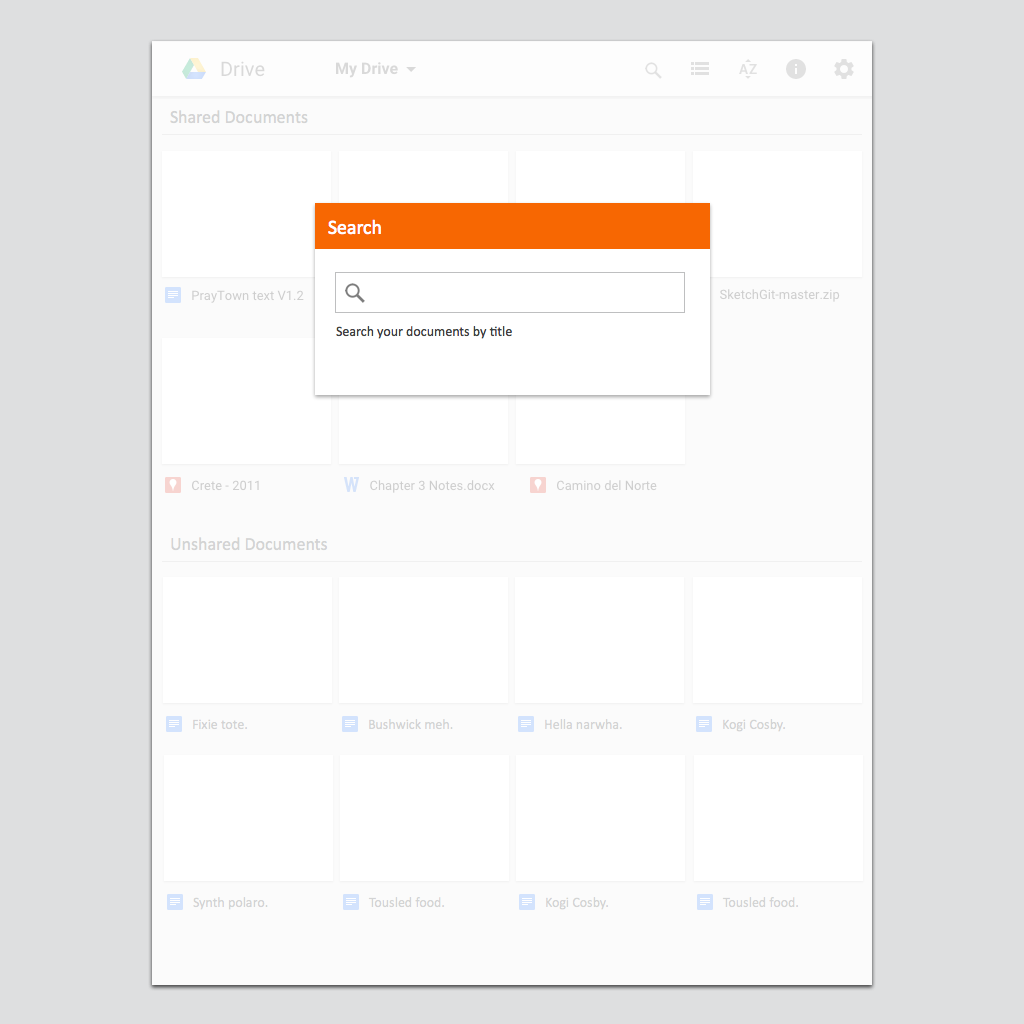 Drive
My Drive
AZ
Shared Documents
Search
Search your documents by title
PrayTown text V1.2
SketchGit-master.zip
Crete - 2011
W
Chapter 3 Notes.docx
Camino del Norte
Unshared Documents
Fixie tote.
Bushwick meh.
Hella narwha.
Kogi Cosby.
Synth polaro.
Tousled food.
Kogi Cosby.
Tousled food.